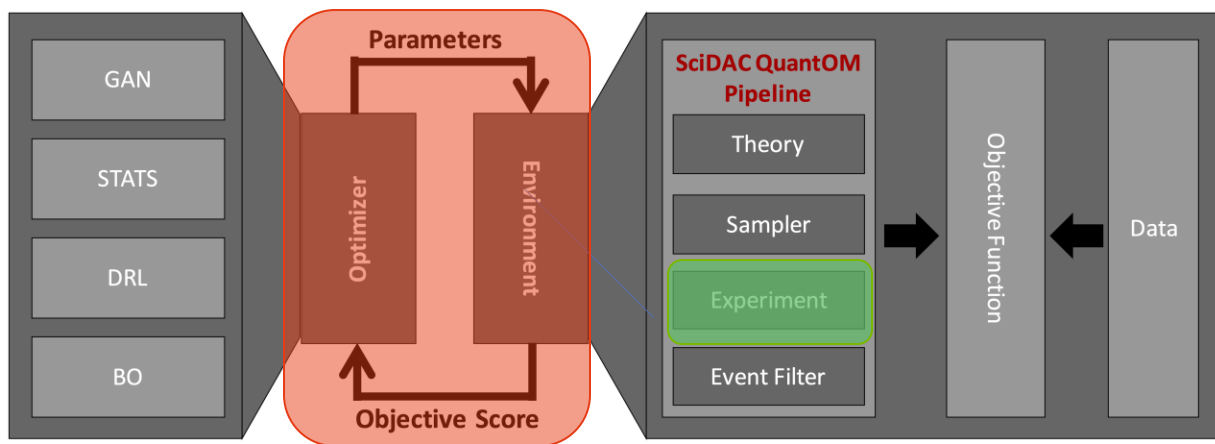 GAN
STATS
DRL
BO
Parameters
Optimizer
Environment
Objective Score
SciDAC QuantOM
Pipeline
Theory
Sampler
Experiment
Event Filter
Objective Function
Data